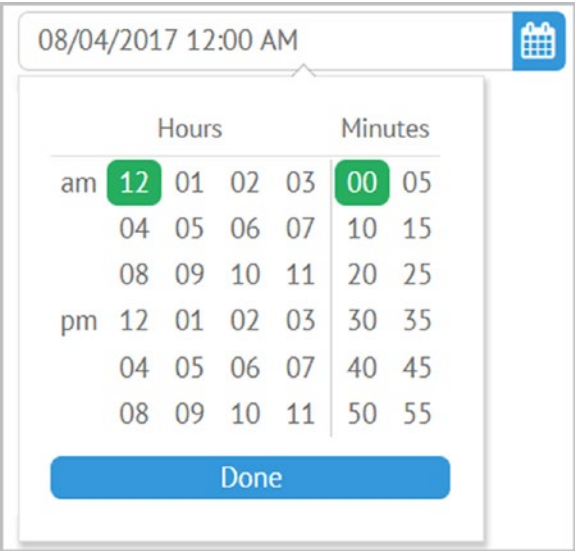 08/04/2017 12:00 AM
Hours Minutes
am 12 01 02 03 00 05
04 05 06 07 10 15
08 09 10 11 20 25
pm 12 01 02 03 30 35
04 05 06 07 40 45
08 09 10 11 50 55
Done